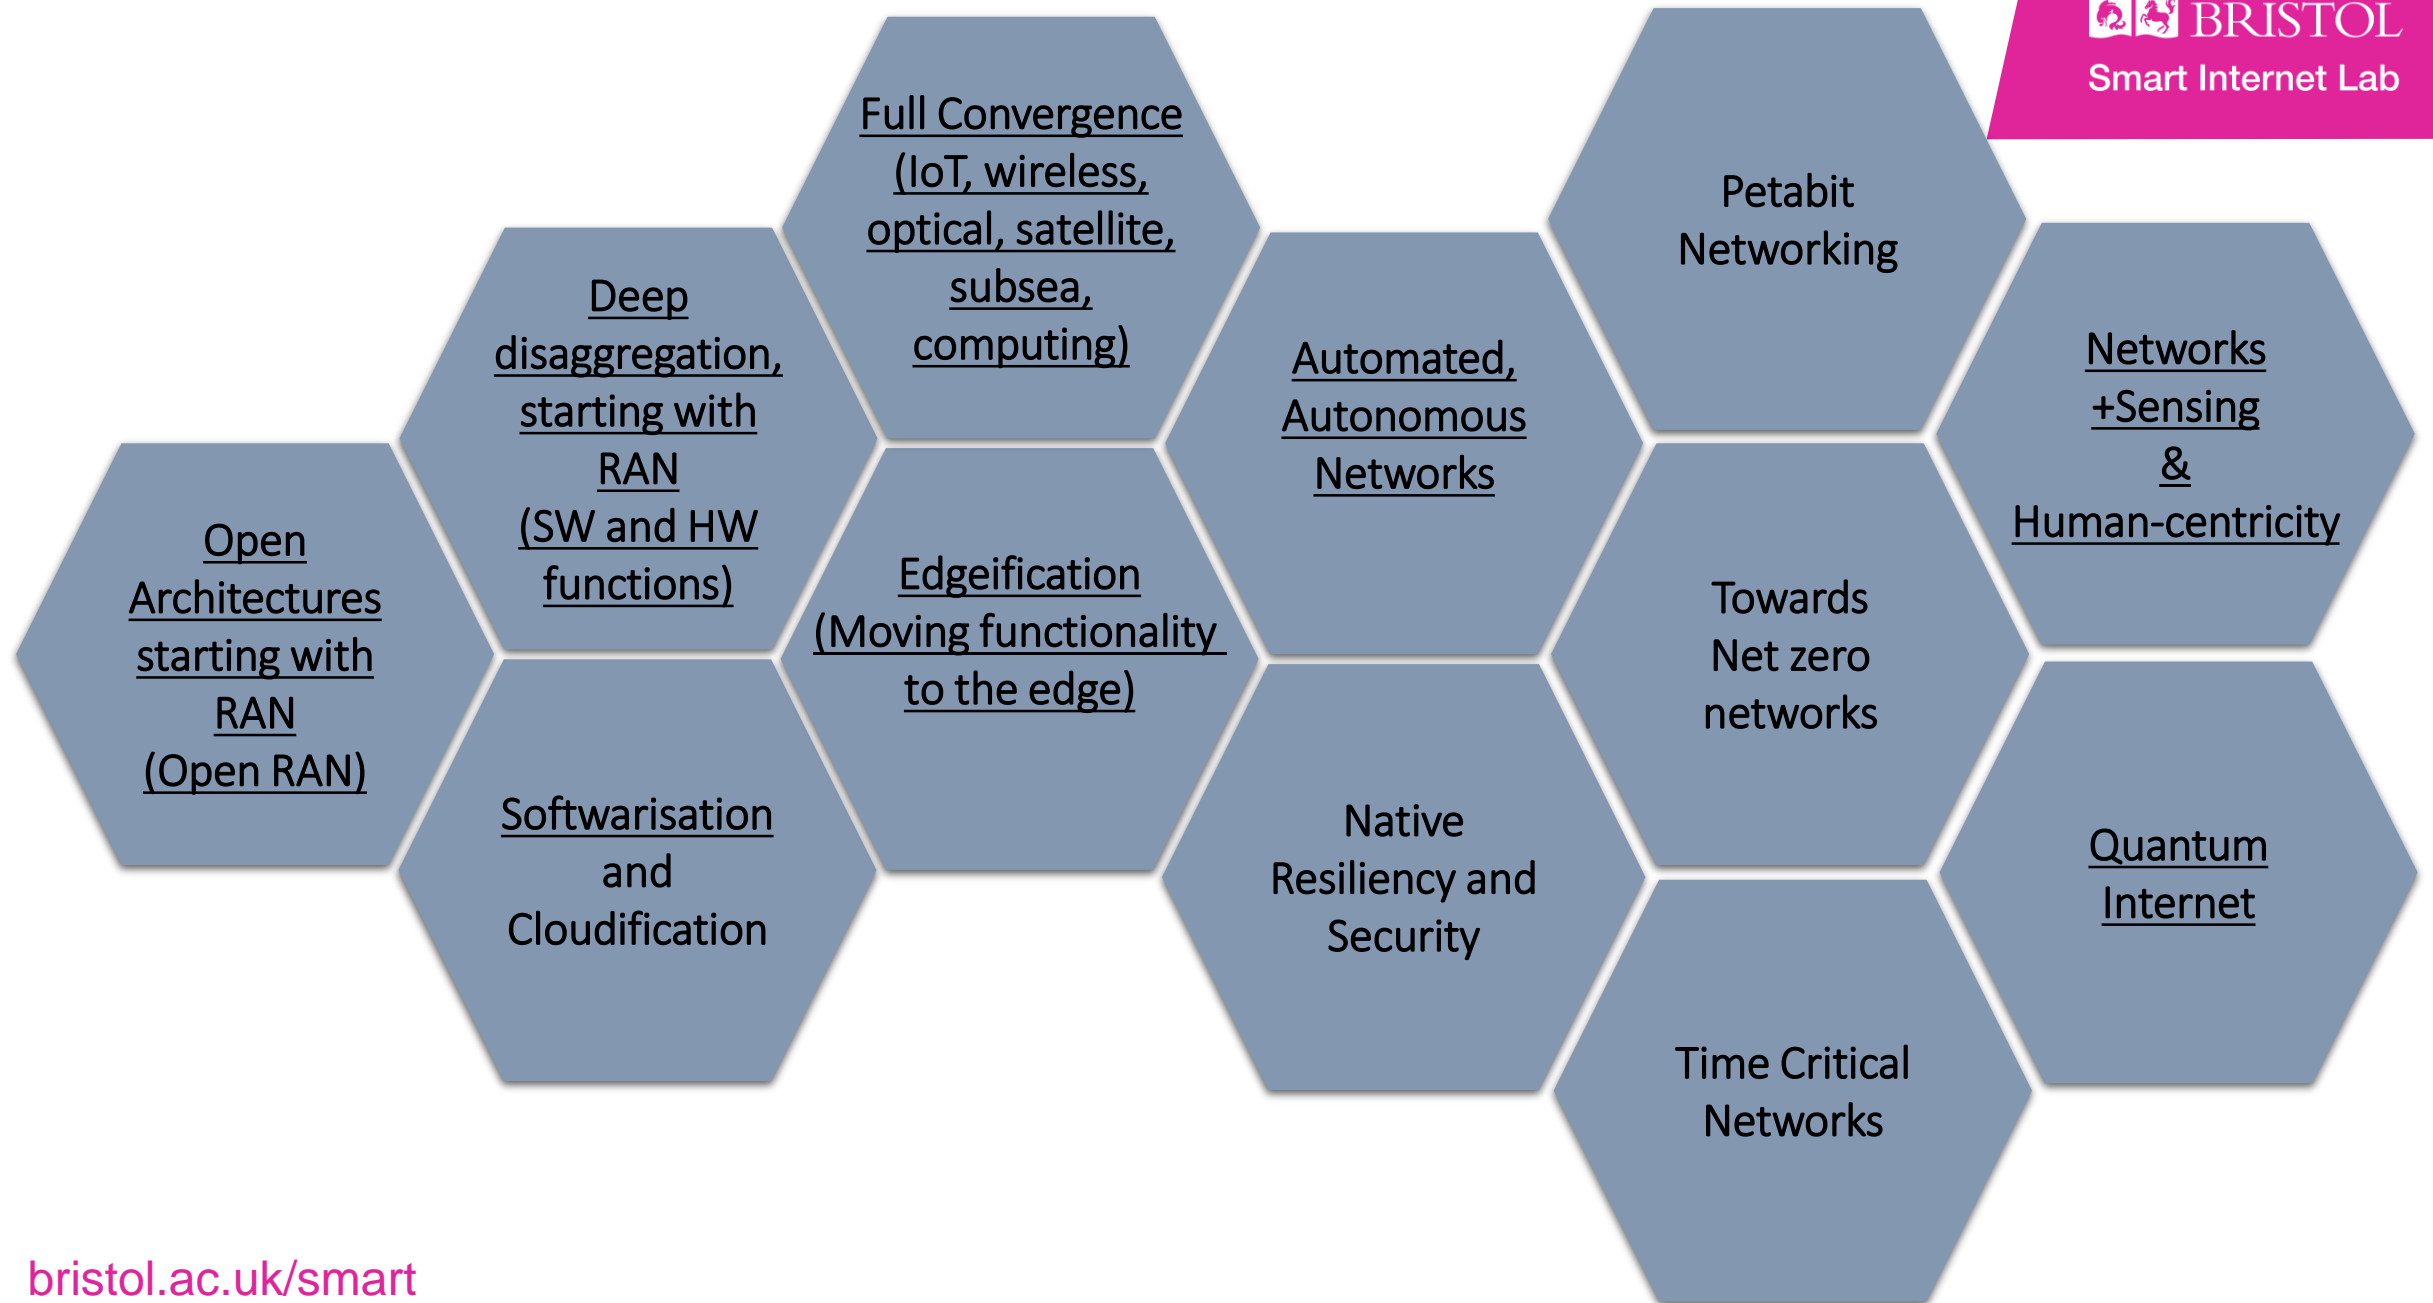 BRISTOL
Smart Internet Lab
Full Convergence
(IoT, wireless,
optical, satellite,
subsea,
computing)
Petabit
Networking
Deep
disaggregation,
starting with
RAN
(SW and HW
functions)
Automated,
Autonomous
Networks
Networks
+Sensing
&
Human-centricity
Open
Architectures
starting with
RAN
(Open RAN)
Edgeification
(Moving functionality
to the edge)
Towards
Net zero
networks
Softwarisation
and
Cloudification
Native
Resiliency and
Security
Quantum
Internet
Time Critical
Networks
bristol.ac.uk/smart